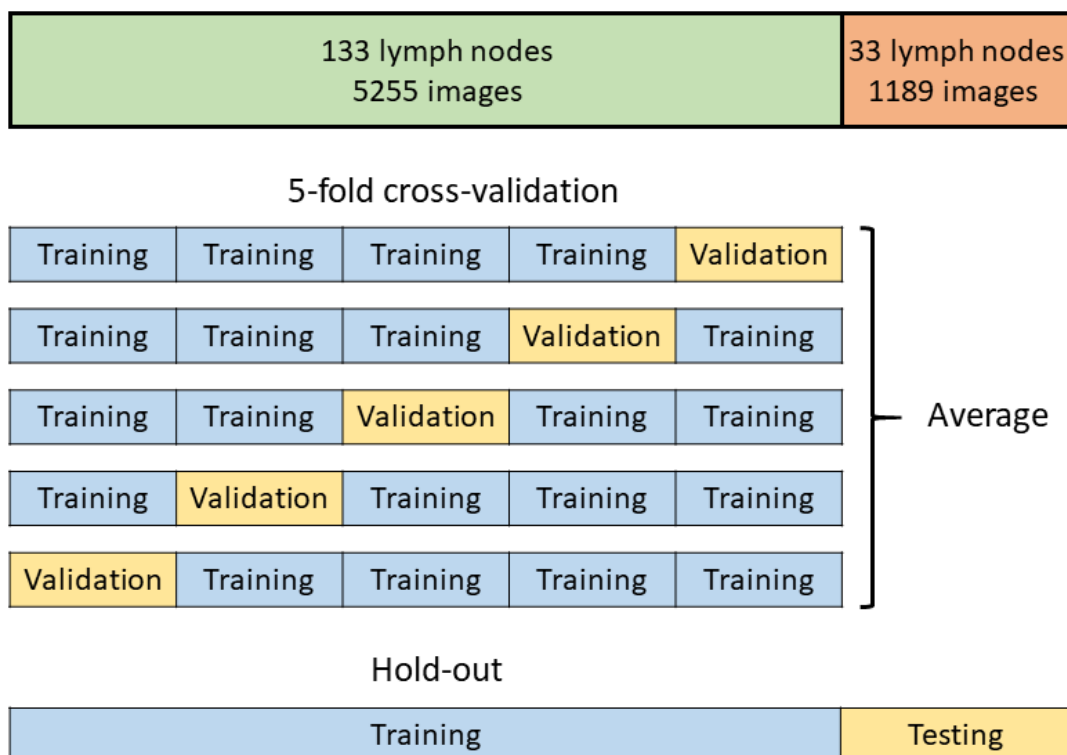 133 lymph nodes
5255 images
33 lymph nodes
1189 images
5-fold cross-validation
Training Training Training Training Validation
Training Training Training Validation Training
Training Training Validation Training Training
Average
Training Validation Training Training Training
Validation Training Training Training Training
Hold-out
Training Testing